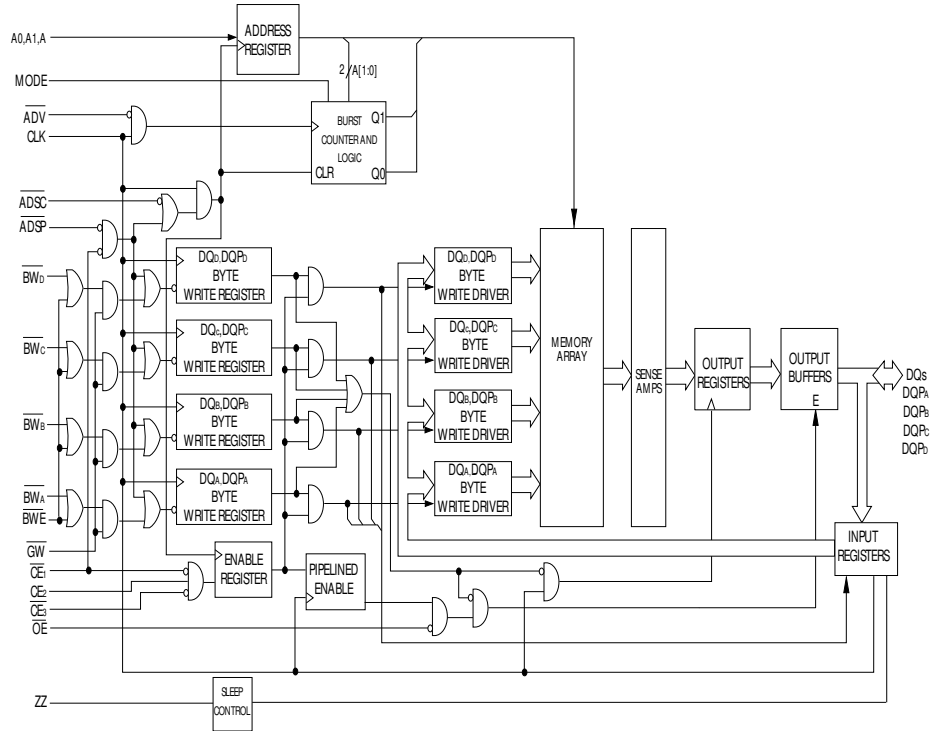 A0,A1,A
ADDRESS
REGISTER
2
A[1:0]
MODE
ADV
CLK
BURST
COUNTER AND
LOGIC
CLR
Q1
Q0
ADSC
ADSP
BWD
DQD,DQPD
BYTE
WRITE REGISTER
DQD,DQPD
BYTE
WRITE DRIVER
BWC
DQC,DQPC
BYTE
WRITE REGISTER
DQC,DQPC
BYTE
WRITE DRIVER
MEMORY
ARRAY
SENSE
AMPS
OUTPUT
REGISTERS
OUTPUT
BUFFERS
E
DQs
DQPA
DQPB
DQPC
DQPD
BWB
DQB,DQPB
BYTE
WRITE REGISTER
DQB,DQPB
BYTE
WRITE DRIVER
BWA
BWE
DQA,DQPA
BYTE
WRITE REGISTER
DQA,DQPA
BYTE
WRITE DRIVER
GW
CE1
CE2
CE3
OE
ENABLE
REGISTER
PIPELINED
ENABLE
INPUT
REGISTERS
ZZ
SLEEP
CONTROL